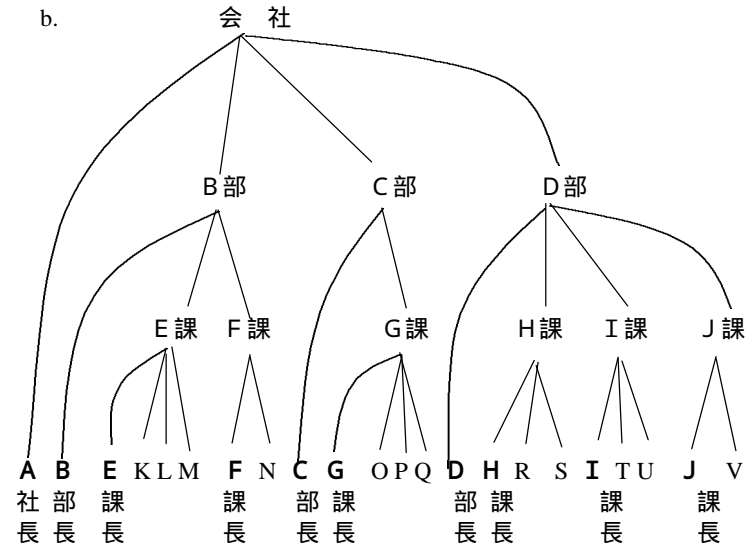 b. 会 社
B部 C部 D部
E課 F課 G課 H課 I課 J課
A B E K L M F N C G O P Q D H R S I T U J V
社長 部長 課長 課長 部長 課長 部長 課長 課長 課長